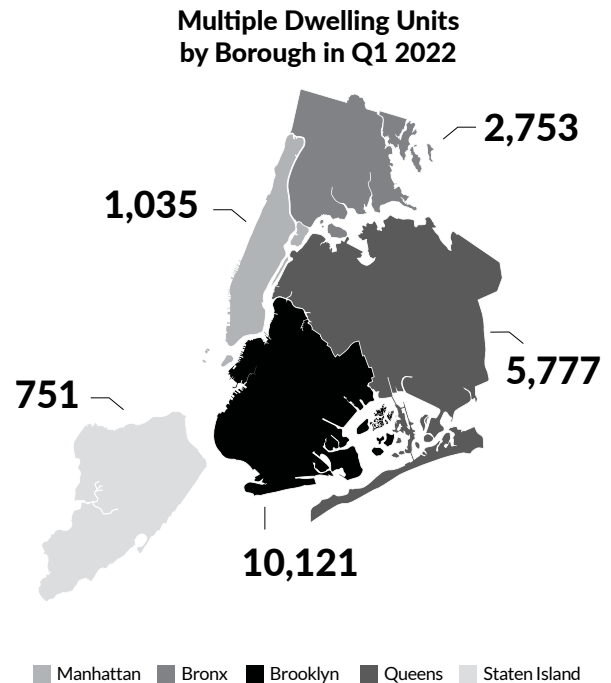 Multiple Dwelling Units
by Borough in Q1 2022
2,753
1,035
5,777
751
10,121
Manhattan Bronx Brooklyn Queens Staten Island